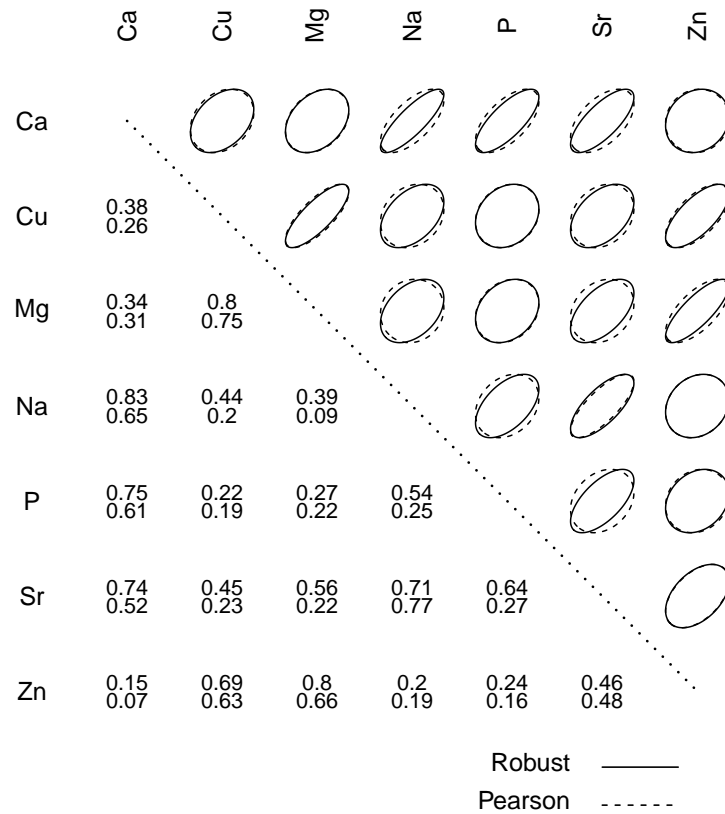 Ca Cu Mg Na P Sr Zn
Ca
Cu 0.38
0.26
Mg 0.34 0.8
0.31 0.75
Na 0.83 0.44 0.39
0.65 0.2 0.09
P 0.75 0.22 0.27 0.54
0.61 0.19 0.22 0.25
Sr 0.74 0.45 0.56 0.71 0.64
0.52 0.23 0.22 0.77 0.27
Zn 0.15 0.69 0.8 0.2 0.24 0.46
0.07 0.63 0.66 0.19 0.16 0.48
Robust
Pearson